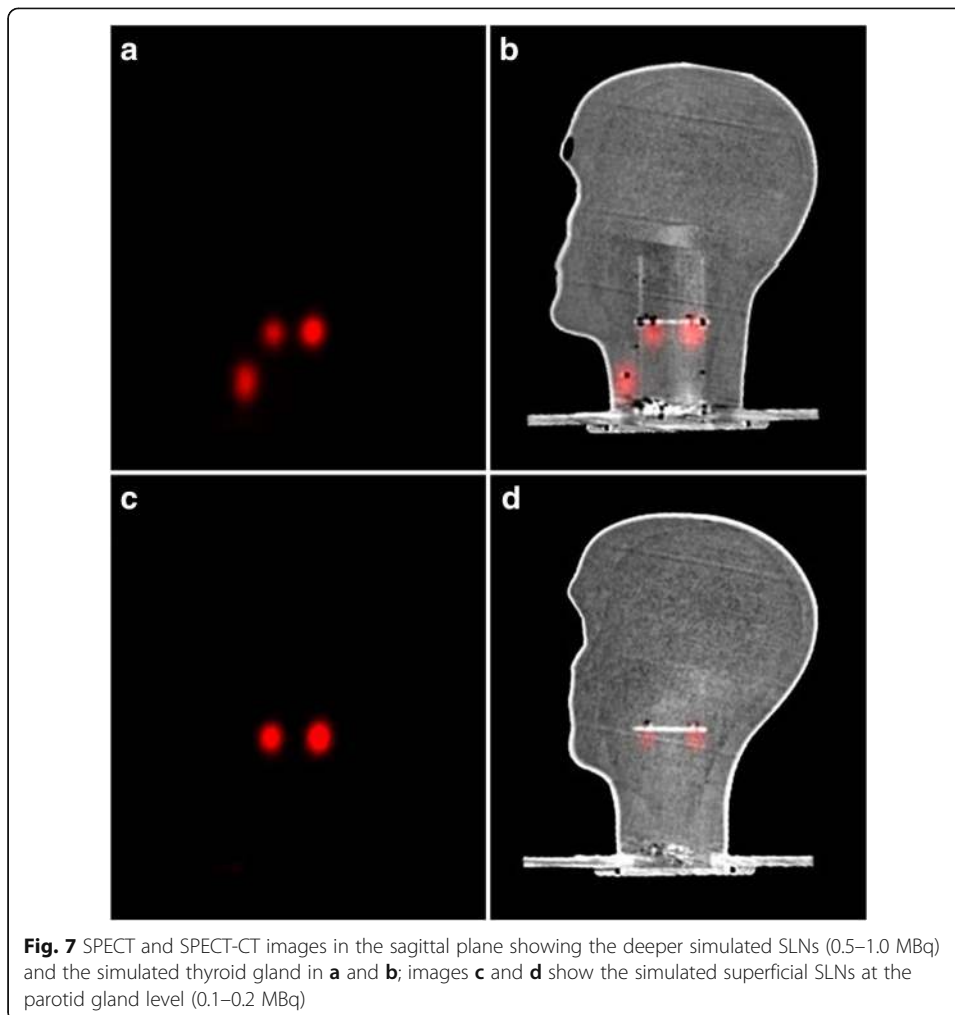 a
b
c
d
Fig. 7 SPECT and SPECT-CT images in the sagittal plane showing the deeper simulated SLNs (0.5–1.0 MBq)
and the simulated thyroid gland in a and b; images c and d show the simulated superficial SLNs at the
parotid gland level (0.1–0.2 MBq)